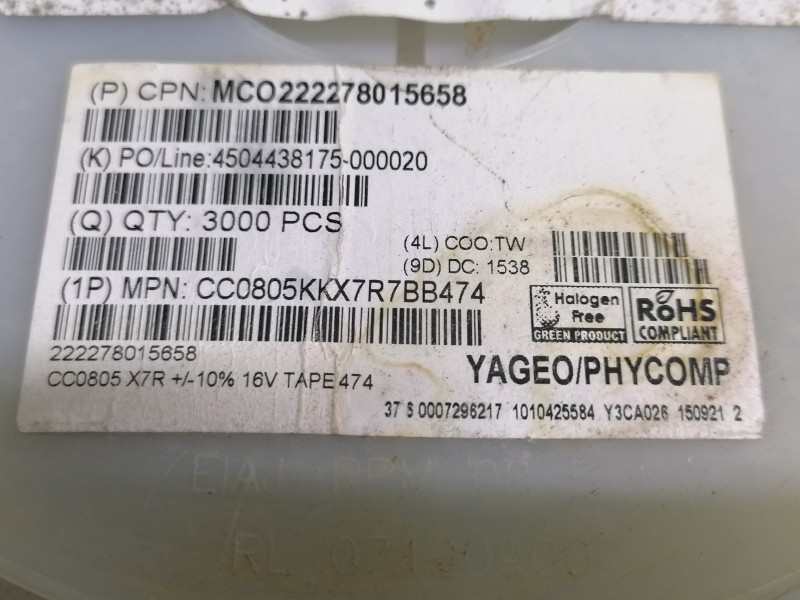 (P) CPN: MCO222278015658
(K) PO/Line:4504438175-000020
(Q) QTY: 3000 PCS
(4L) COO:TW
(9D) DC: 1538
(1P) MPN: CC0805KKX7R7BB474
Halogen
Free
GREEN PRODUCT
RoHS
COMPLIANT
222278015658
CC0805 X7R +/-10% 16V TAPE 474
YAGEO/PHYCOMP
37 S 0007296217 1010425584 Y3CA026 150921 2
EIAJ
RL